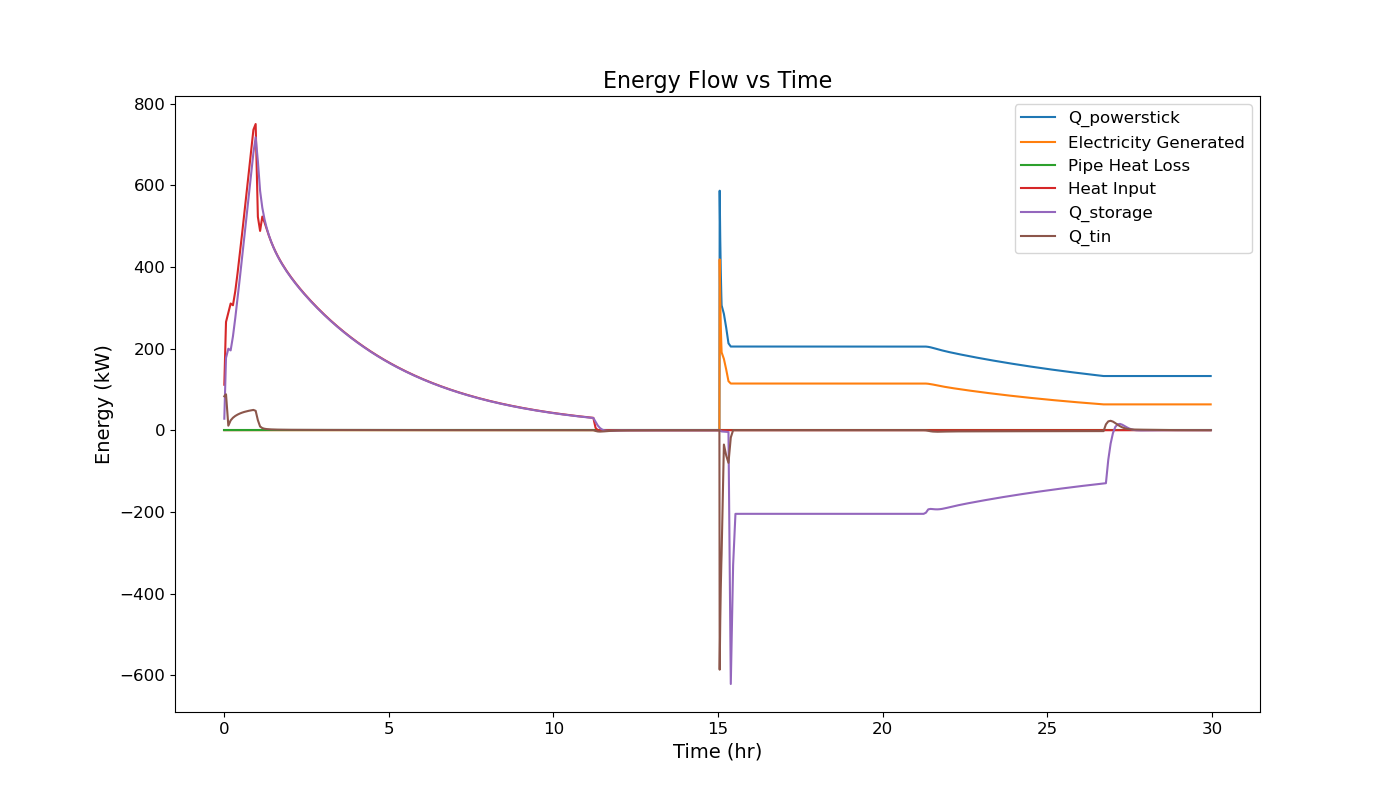 Energy Flow vs Time
Energy (kW)
800
600
400
200
0
−200
−400
−600
Q_powerstick
Electricity Generated
Pipe Heat Loss
Heat Input
Q_storage
Q_tin
0 5 10 15 20 25 30
Time (hr)